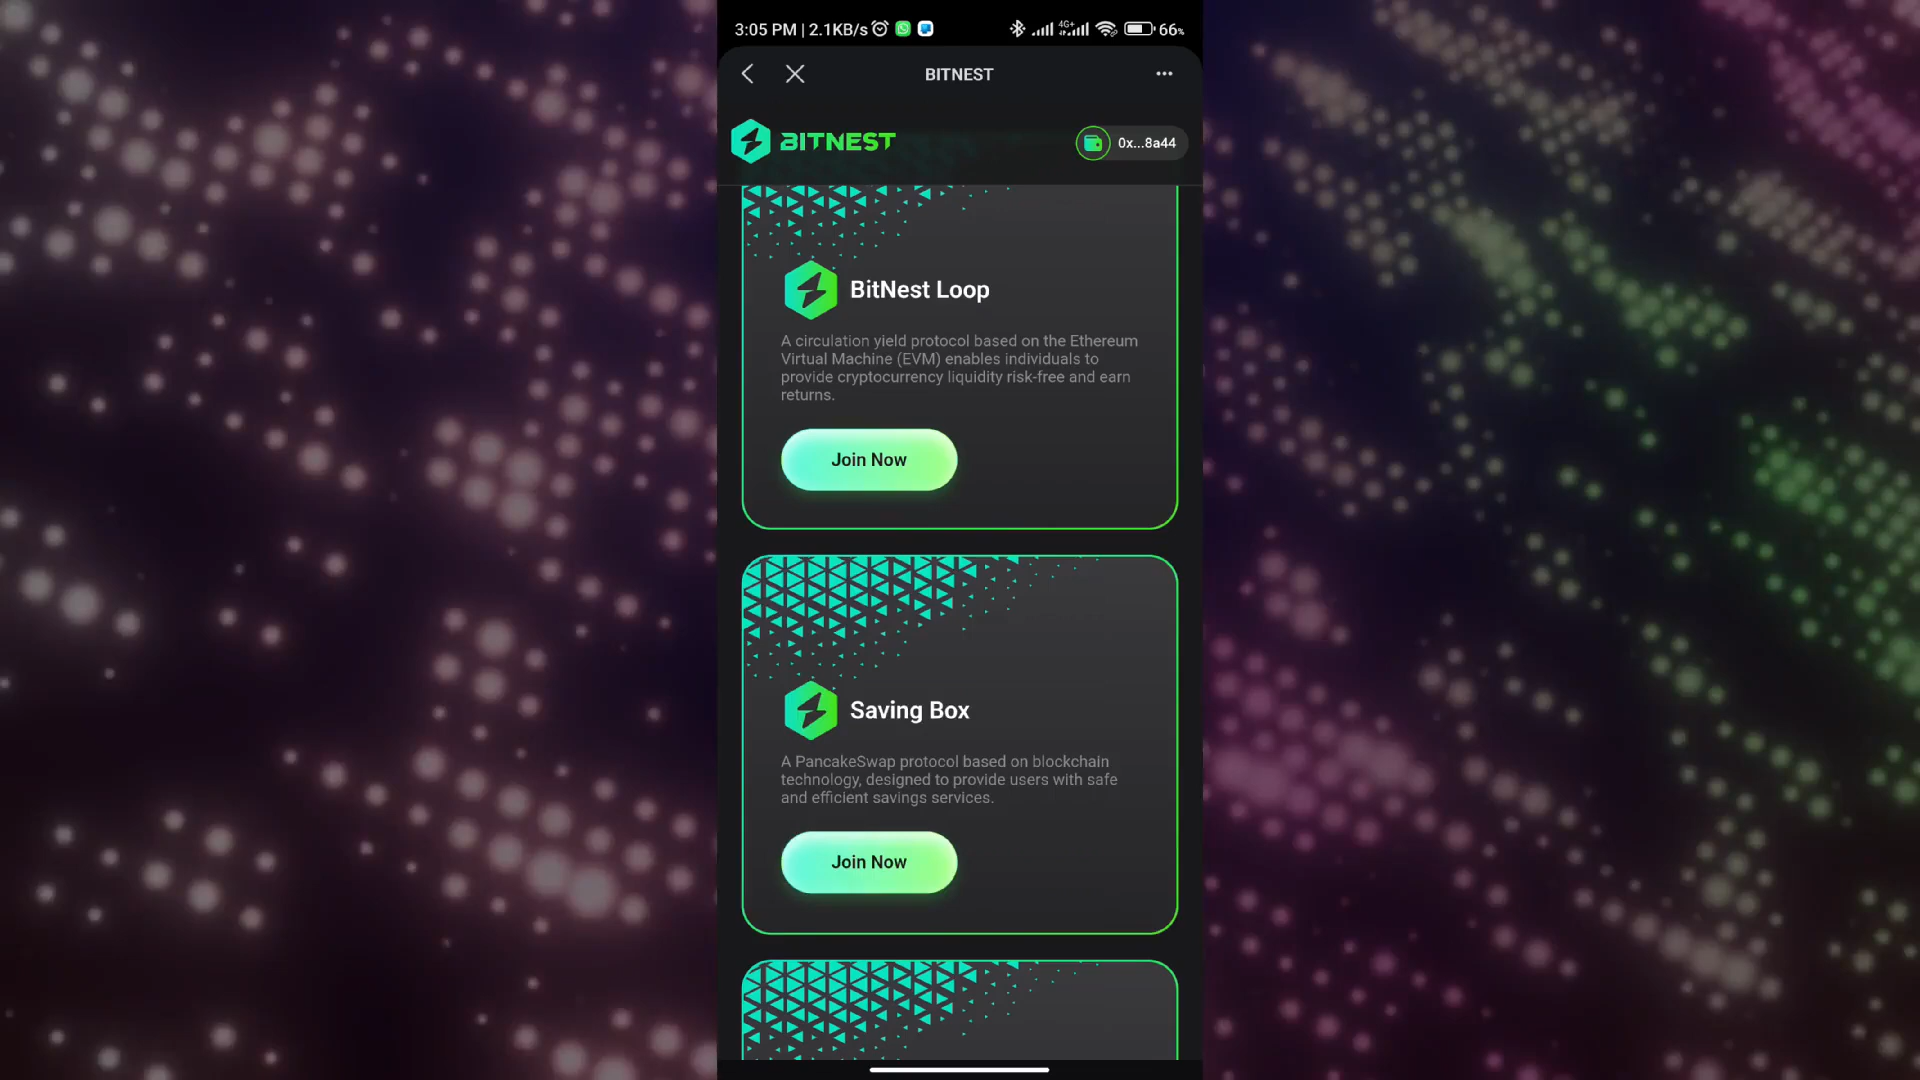 3:05 PM | 2.1KB/s 4G+ 66%
BITNEST
BITNEST 0x...8a44
BitNest Loop
A circulation yield protocol based on the Ethereum
Virtual Machine (EVM) enables individuals to
provide cryptocurrency liquidity risk-free and earn
returns.
Join Now
Saving Box
A PancakeSwap protocol based on blockchain
technology, designed to provide users with safe
and efficient savings services.
Join Now